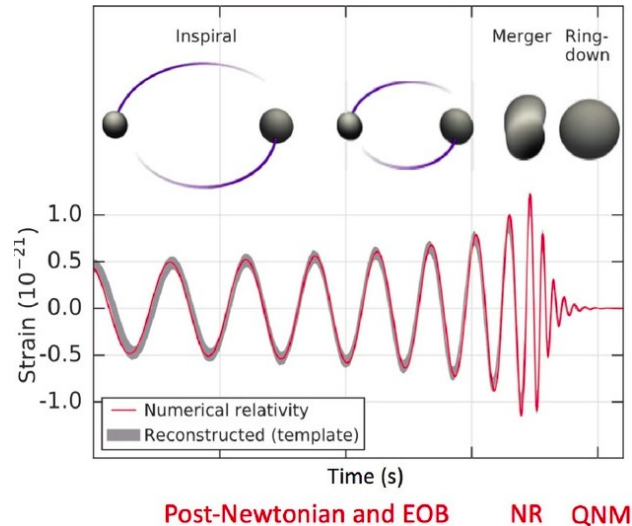 Inspiral
Merger
Ring-
down
1.0
0.5
0.0
-0.5
-1.0
Strain (10⁻²¹)
Numerical relativity
Reconstructed (template)
Time (s)
Post-Newtonian and EOB
NR
QNM